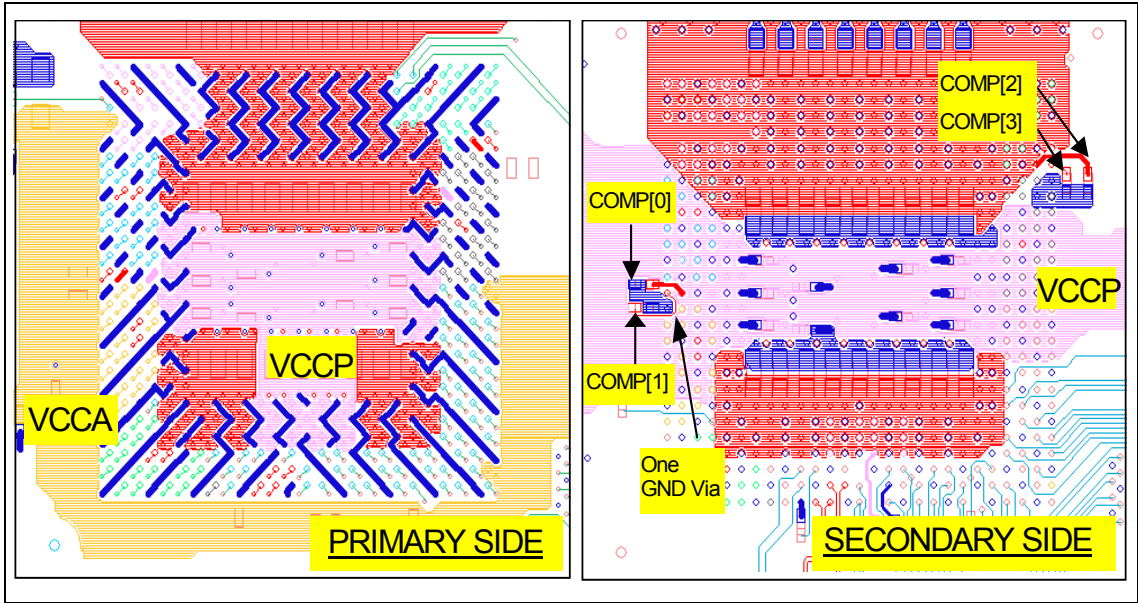 VCCP
VCCA
PRIMARY SIDE
COMP[2]
COMP[3]
COMP[0]
VCCP
COMP[1]
One
GND Via
SECONDARY SIDE